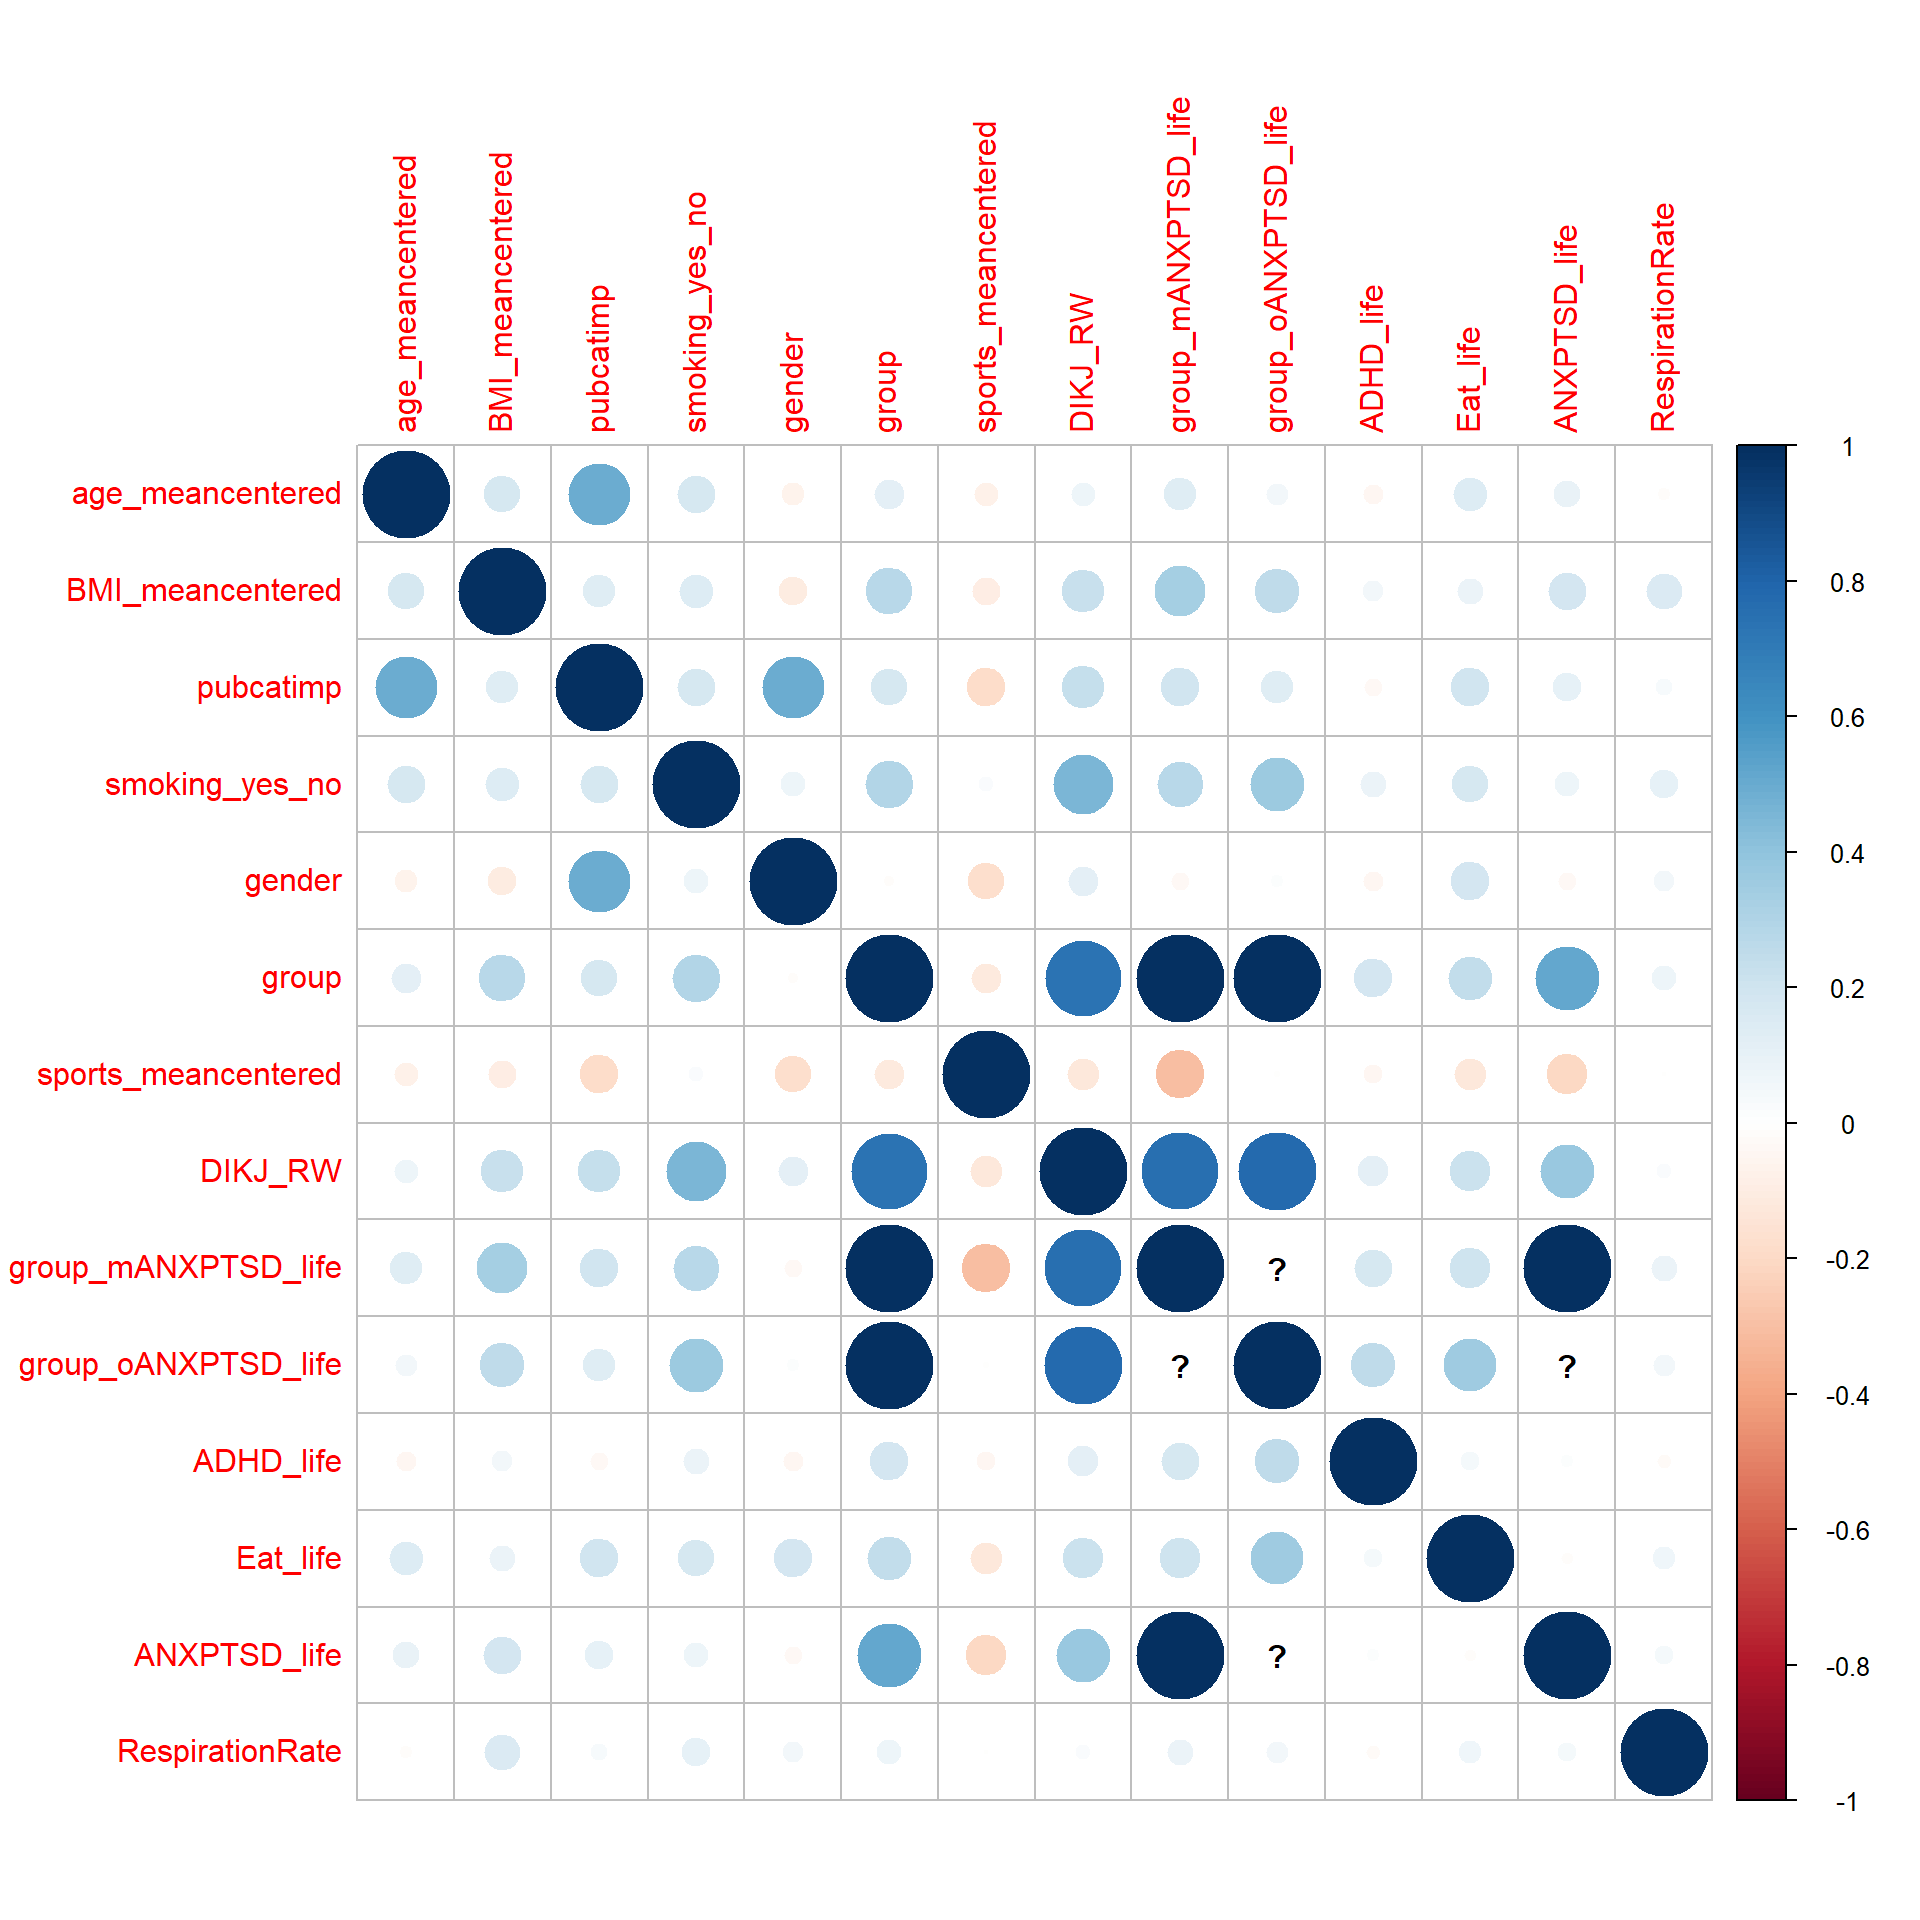 age_meancentered
BMI_meancentered
pubcatimp
smoking_yes_no
gender
group
sports_meancentered
DIKJ_RW
group_mANXPTSD_life
group_oANXPTSD_life
ADHD_life
Eat_life
ANXPTSD_life
RespirationRate
age_meancentered
BMI_meancentered
pubcatimp
smoking_yes_no
gender
group
sports_meancentered
DIKJ_RW
group_mANXPTSD_life
?
group_oANXPTSD_life
? ?
ADHD_life
Eat_life
ANXPTSD_life
?
RespirationRate
1
0.8
0.6
0.4
0.2
0
-0.2
-0.4
-0.6
-0.8
-1